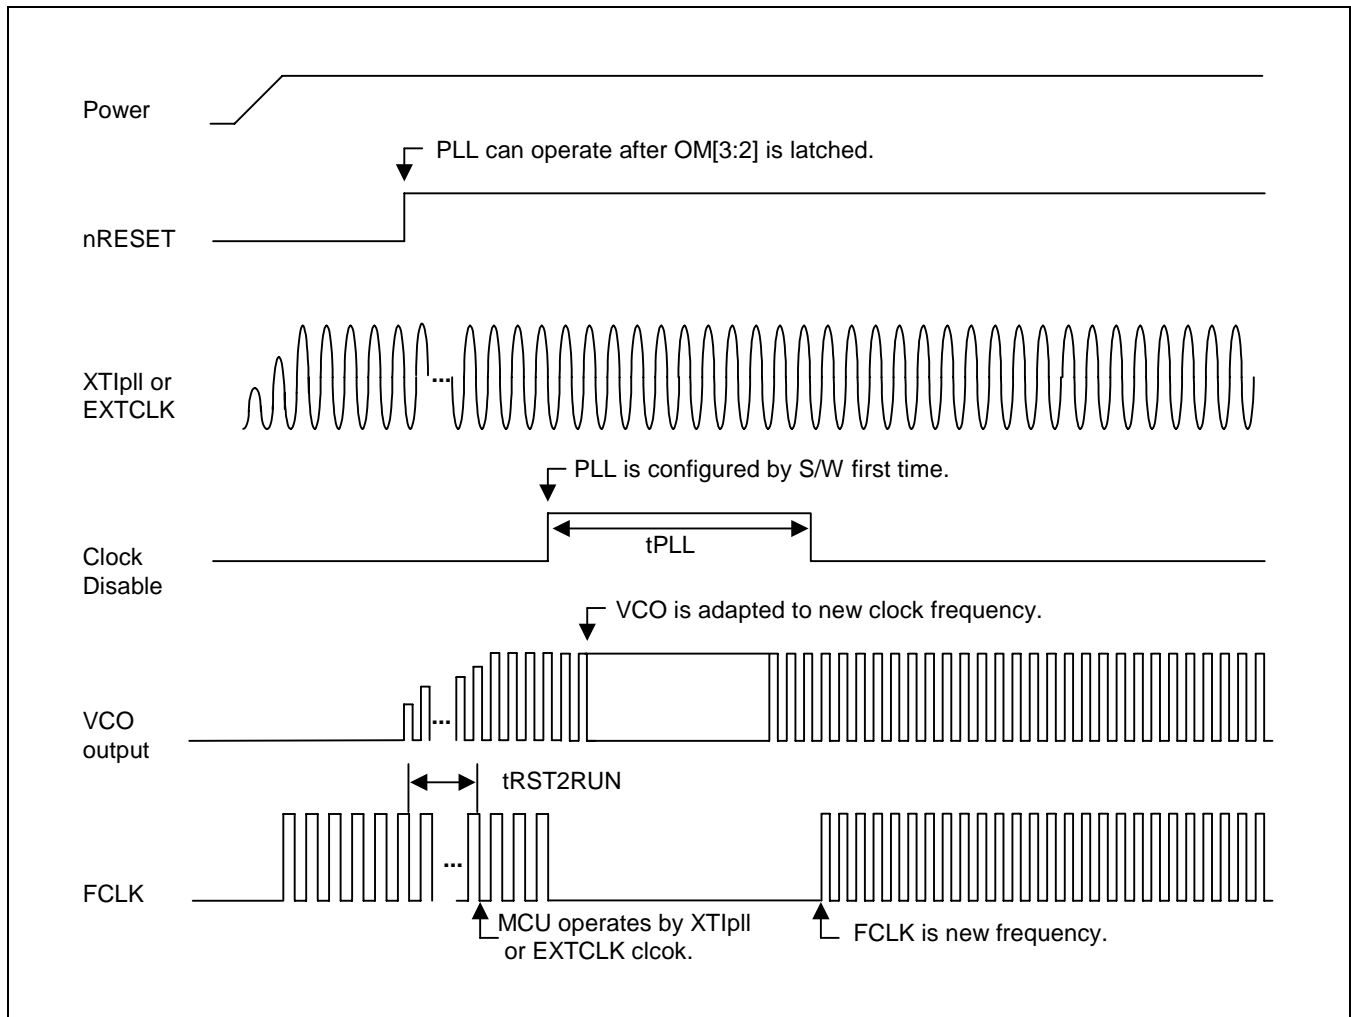 Power
PLL can operate after OM[3:2] is latched.
nRESET
XTIpll or
EXTCLK
...
PLL is configured by S/W first time.
tPLL
Clock
Disable
VCO is adapted to new clock frequency.
...
VCO
output
tRST2RUN
...
FCLK
MCU operates by XTIpll
or EXTCLK clcok.
FCLK is new frequency.